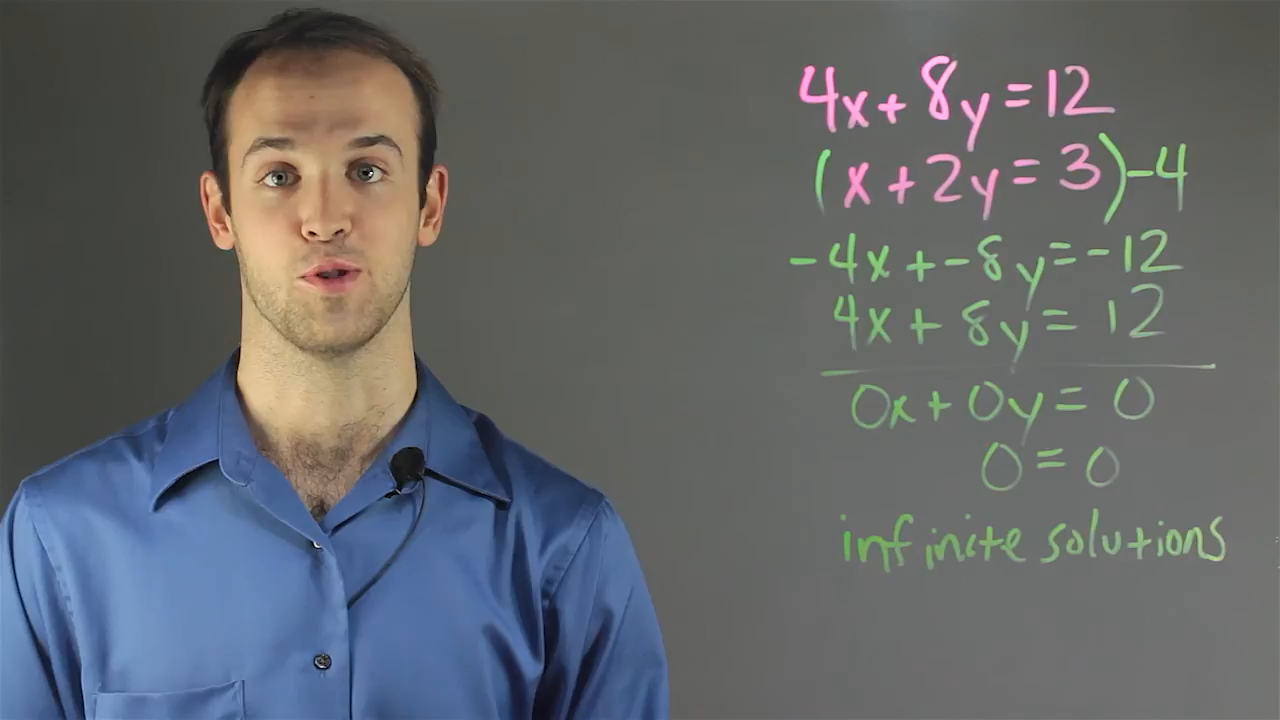 4x + 8y = 12
(x + 2y = 3) -4
-4x + -8y = -12
4x + 8y = 12
0x + 0y = 0
0 = 0
infinite solutions